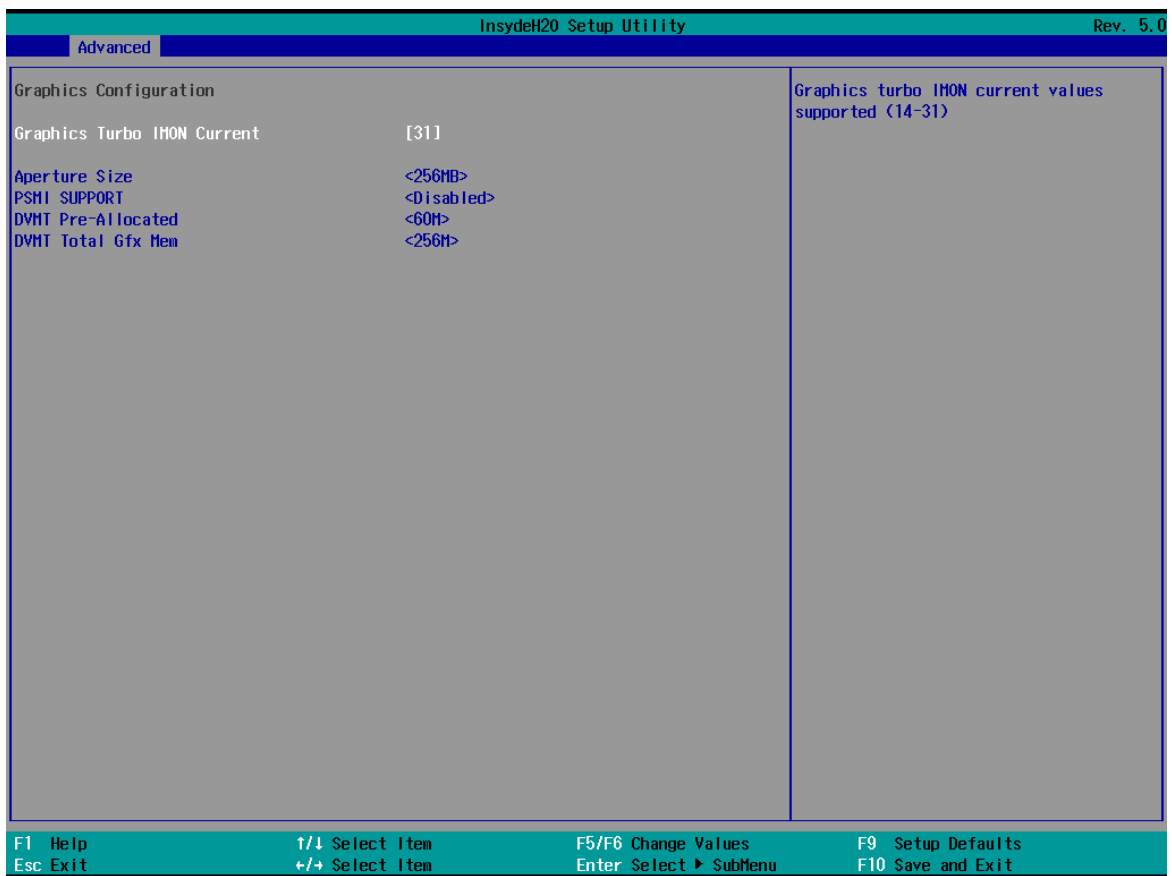 InsydeH20 Setup Utility Rev. 5.0
Advanced
Graphics Configuration
Graphics Turbo IMON Current [31]
Aperture Size <256MB>
PSMI SUPPORT <Disabled>
DVMT Pre-Allocated <60M>
DVMT Total Gfx Mem <256M>
Graphics turbo IMON current values
supported (14-31)
F1 Help ↑/↓ Select Item F5/F6 Change Values F9 Setup Defaults
Esc Exit ←/→ Select Item Enter Select ▶ SubMenu F10 Save and Exit